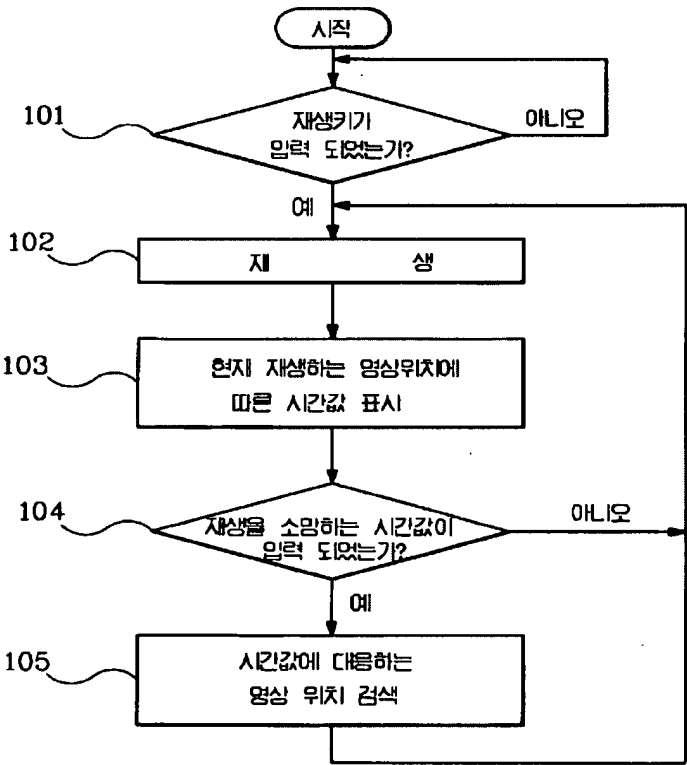 시작
101
재생키가
입력 되었는가?
아니오
예
102
재 생
103
현재 재생하는 영상위치에
따른 시간값 표시
104
재생을 소망하는 시간값이
입력 되었는가?
아니오
예
105
시간값에 대응하는
영상 위치 검색